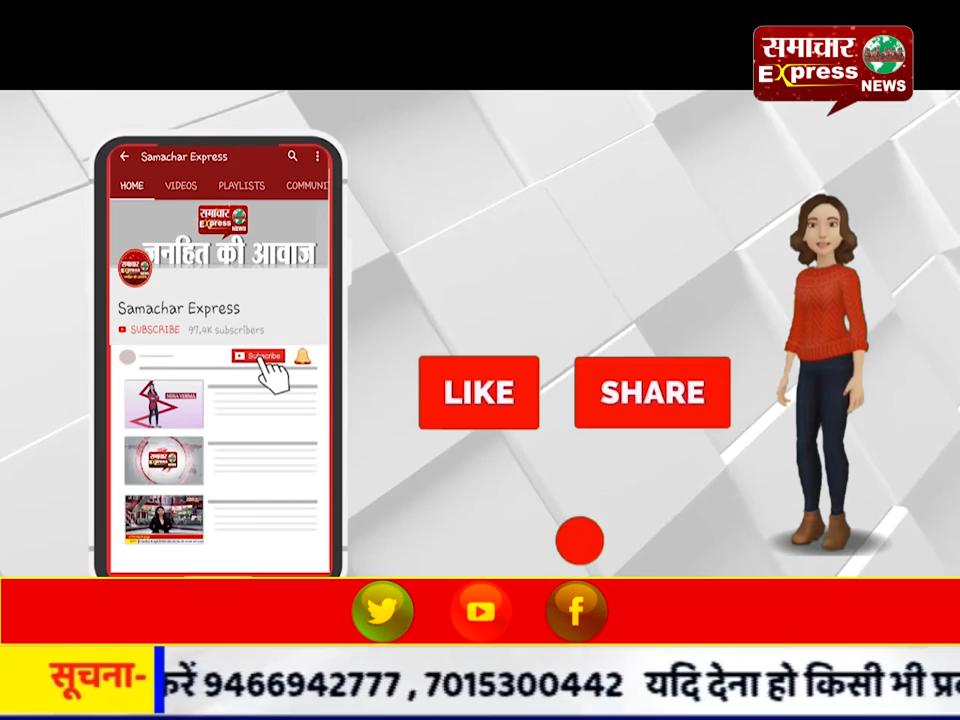 समाचार
Express
NEWS
Samachar Express
HOME VIDEOS PLAYLISTS COMMUNI
समाचार
Express
NEWS
जनहित की आवाज
Samachar Express
SUBSCRIBE 97.4K subscribers
Subscribe
LIKE
SHARE
सूचना- करें 9466942777 , 7015300442 यदि देना हो किसी भी